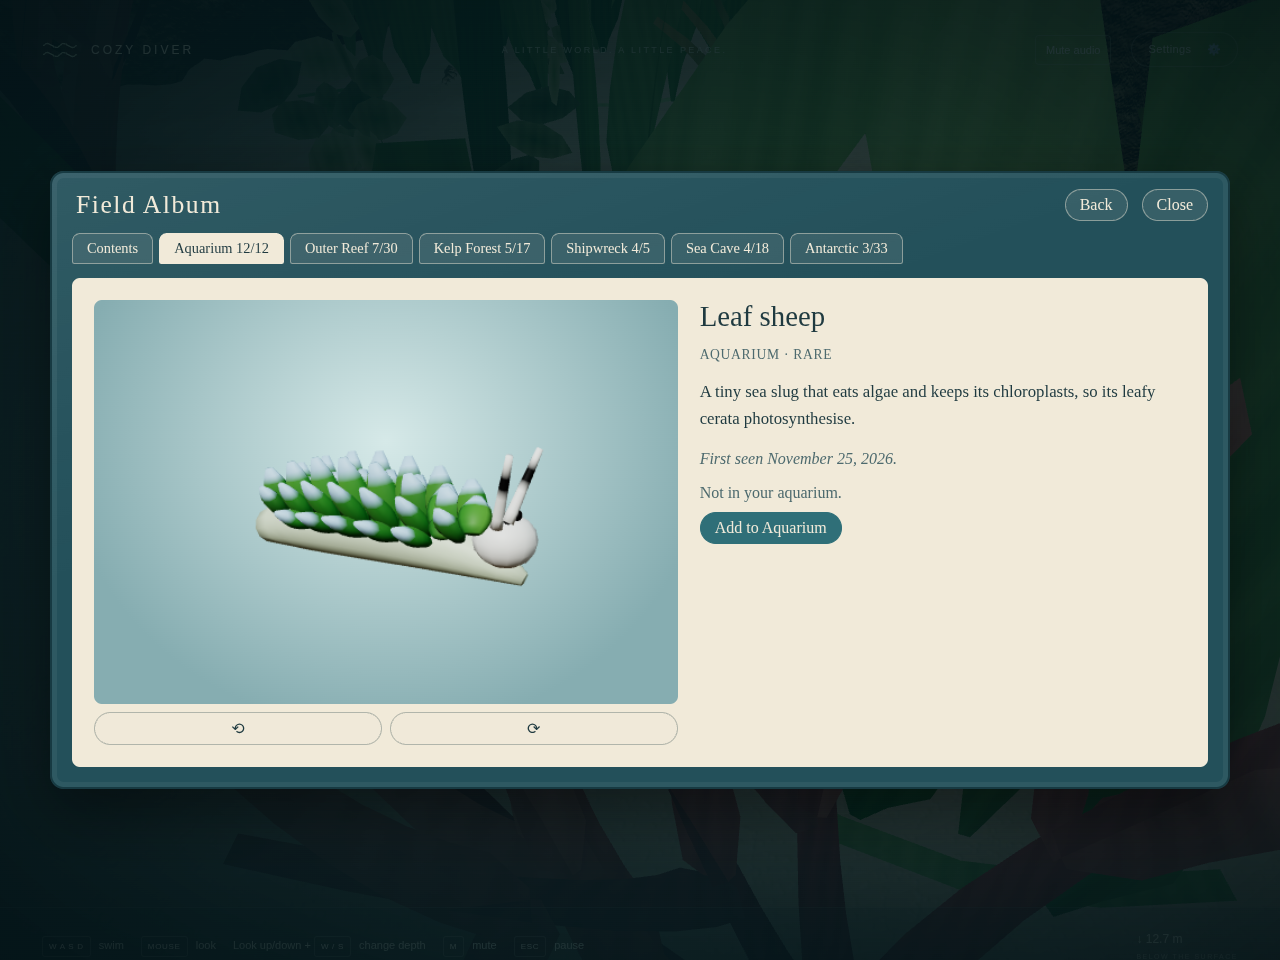 COZY DIVER
A LITTLE WORLD, A LITTLE PEACE
Mute audio
Settings
Field Album
Back
Close
Contents
Aquarium 12/12
Outer Reef 7/30
Kelp Forest 5/17
Shipwreck 4/5
Sea Cave 4/18
Antarctic 3/33
Leaf sheep
AQUARIUM · RARE
A tiny sea slug that eats algae and keeps its chloroplasts, so its leafy
cerata photosynthesise.
First seen November 25, 2026.
Not in your aquarium.
Add to Aquarium
W A S D swim MOUSE look Look up/down + W / S change depth M mute ESC pause
↕ 12.7 m